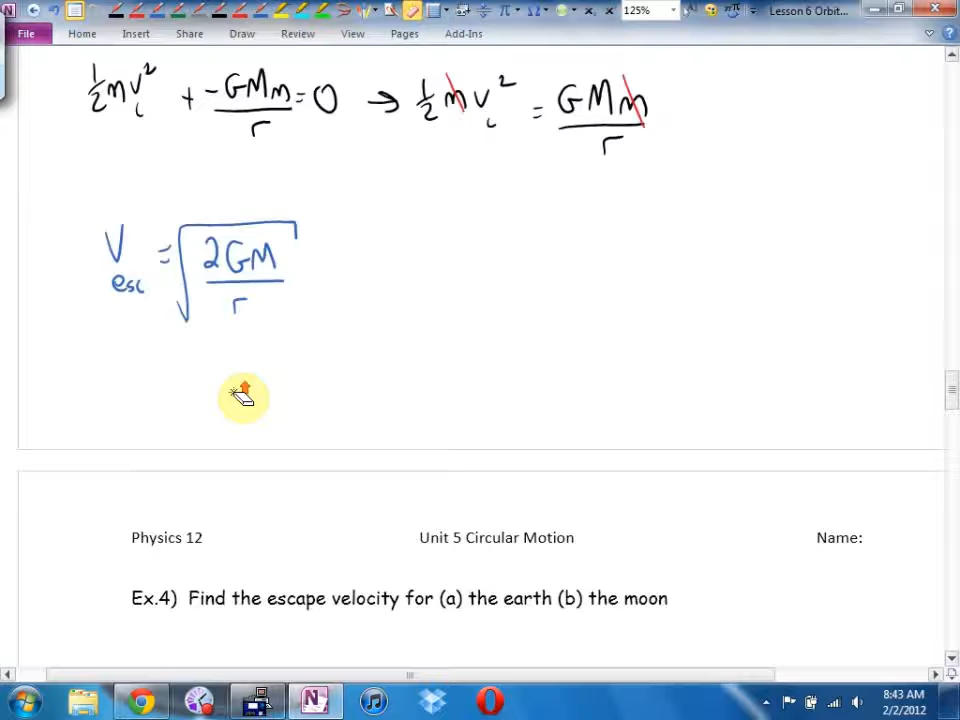 Lesson 6 Orbit...
125%
File Home Insert Share Draw Review View Pages Add-Ins
½mv² + -GMm = 0 → ½mv² = GMm
i r i r
V = √2GM
esc r
Physics 12 Unit 5 Circular Motion Name:
Ex.4) Find the escape velocity for (a) the earth (b) the moon
8:43 AM
2/2/2012